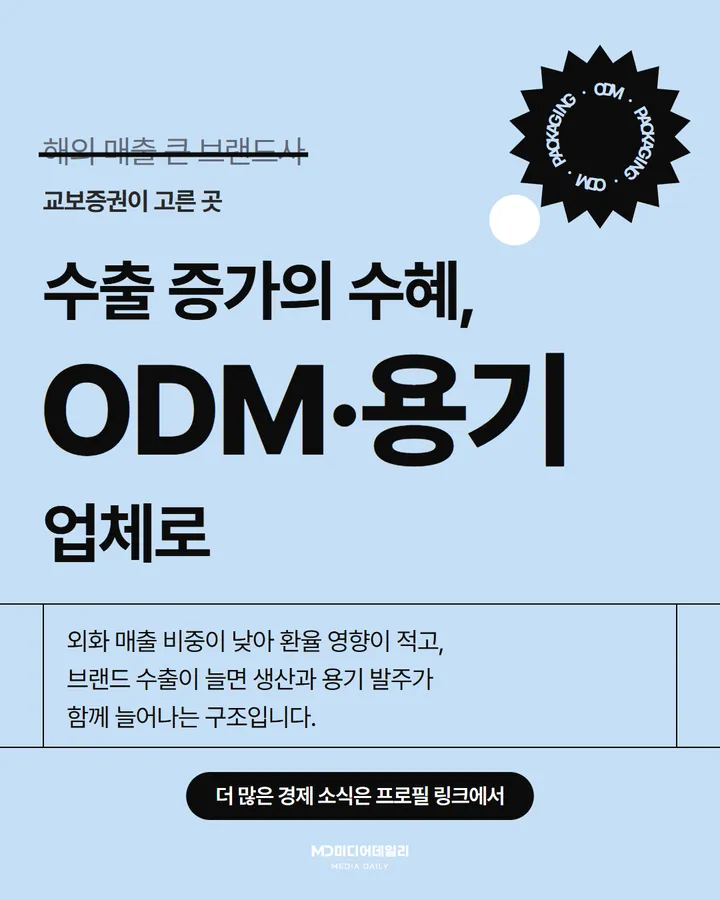 해외 매출 큰 브랜드사
교보증권이 고른 곳
ODM · PACKAGING · ODM · PACKAGING ·
수출 증가의 수혜,
ODM·용기
업체로
외화 매출 비중이 낮아 환율 영향이 적고,
브랜드 수출이 늘면 생산과 용기 발주가
함께 늘어나는 구조입니다.
더 많은 경제 소식은 프로필 링크에서
MD미디어데일리
MEDIA DAILY